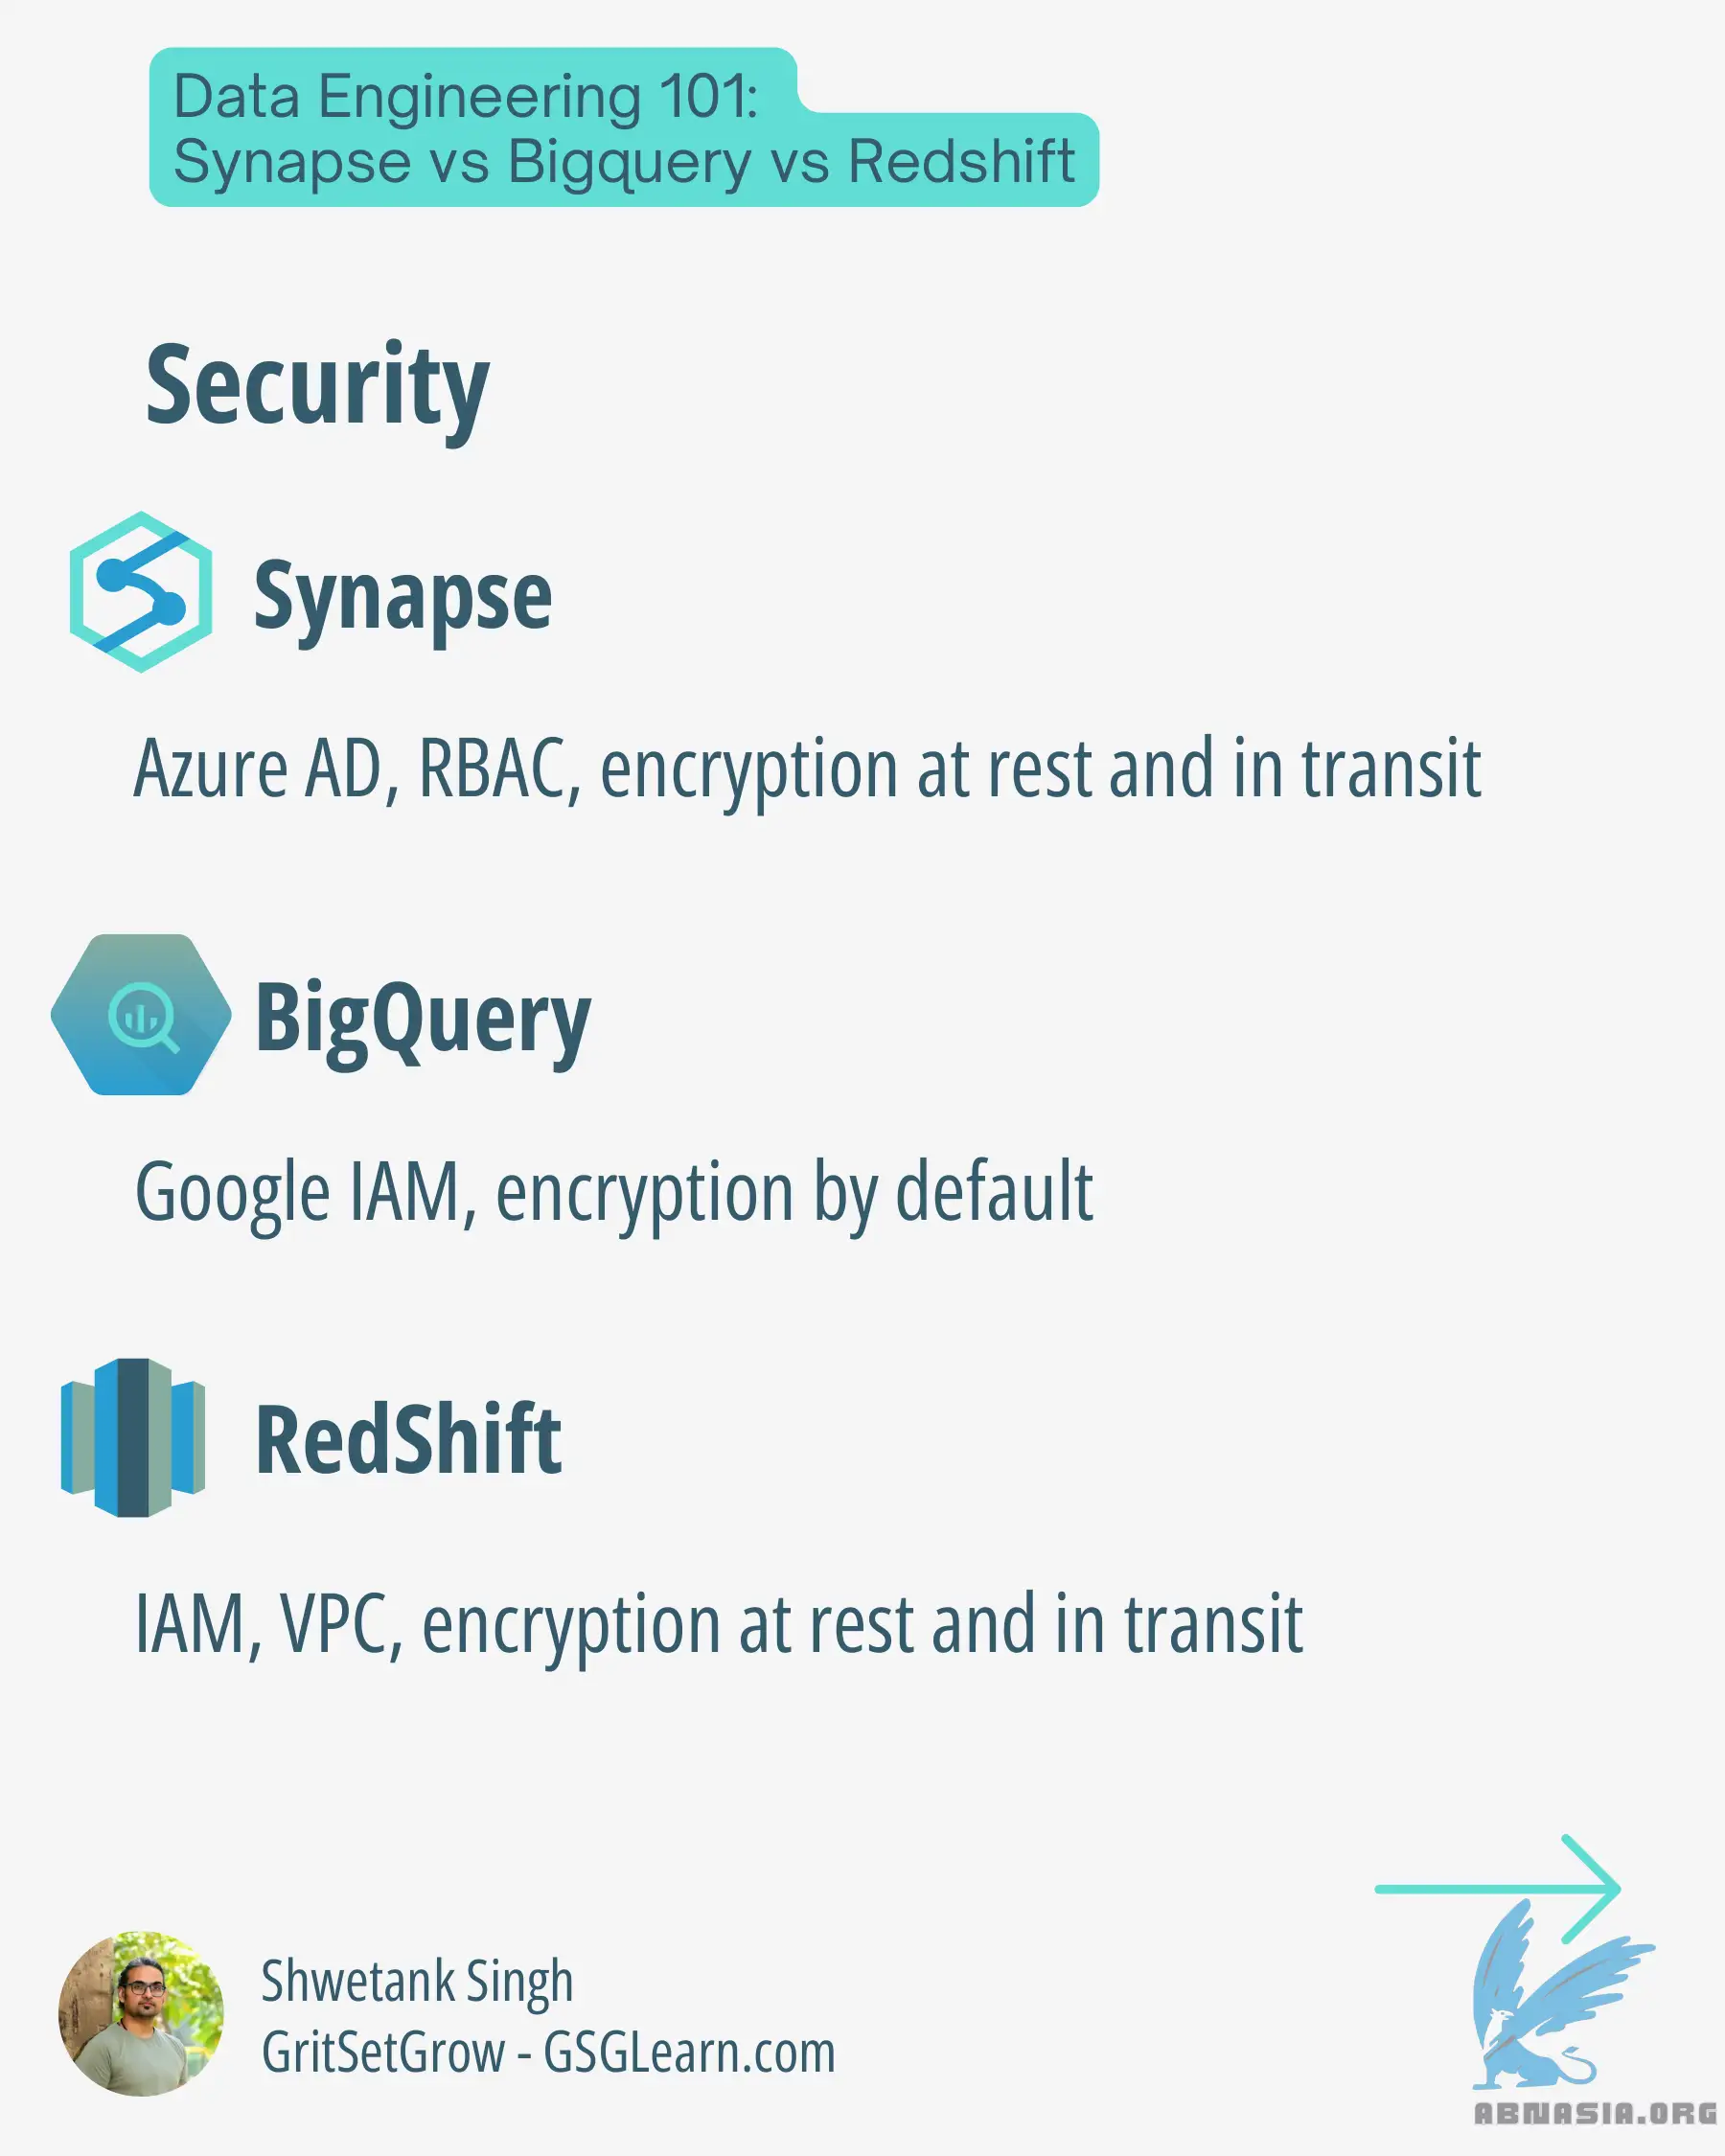 Data Engineering 101:
Synapse vs Bigquery vs Redshift
Security
Synapse
Azure AD, RBAC, encryption at rest and in transit
BigQuery
Google IAM, encryption by default
RedShift
IAM, VPC, encryption at rest and in transit
Shwetank Singh
GritSetGrow - GSGLearn.com
ABNASIA.ORG